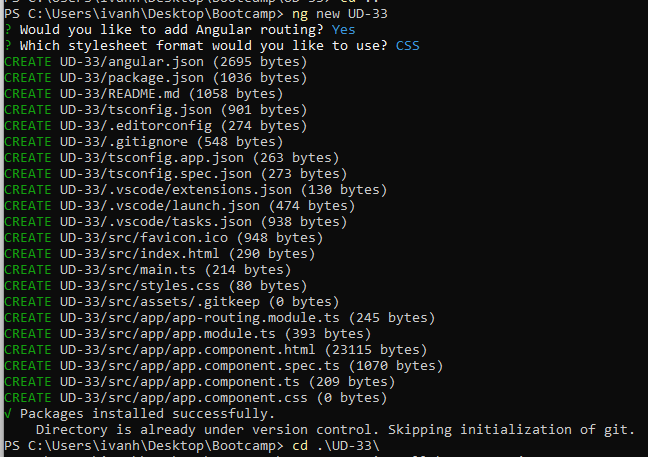 PS C:\Users\ivanh\Desktop\Bootcamp> ng new UD-33
? Would you like to add Angular routing? Yes
? Which stylesheet format would you like to use? CSS
CREATE UD-33/angular.json (2695 bytes)
CREATE UD-33/package.json (1036 bytes)
CREATE UD-33/README.md (1058 bytes)
CREATE UD-33/tsconfig.json (901 bytes)
CREATE UD-33/.editorconfig (274 bytes)
CREATE UD-33/.gitignore (548 bytes)
CREATE UD-33/tsconfig.app.json (263 bytes)
CREATE UD-33/tsconfig.spec.json (273 bytes)
CREATE UD-33/.vscode/extensions.json (130 bytes)
CREATE UD-33/.vscode/launch.json (474 bytes)
CREATE UD-33/.vscode/tasks.json (938 bytes)
CREATE UD-33/src/favicon.ico (948 bytes)
CREATE UD-33/src/index.html (290 bytes)
CREATE UD-33/src/main.ts (214 bytes)
CREATE UD-33/src/styles.css (80 bytes)
CREATE UD-33/src/assets/.gitkeep (0 bytes)
CREATE UD-33/src/app/app-routing.module.ts (245 bytes)
CREATE UD-33/src/app/app.module.ts (393 bytes)
CREATE UD-33/src/app/app.component.html (23115 bytes)
CREATE UD-33/src/app/app.component.spec.ts (1070 bytes)
CREATE UD-33/src/app/app.component.ts (209 bytes)
CREATE UD-33/src/app/app.component.css (0 bytes)
√ Packages installed successfully.
    Directory is already under version control. Skipping initialization of git.
PS C:\Users\ivanh\Desktop\Bootcamp> cd .\UD-33\